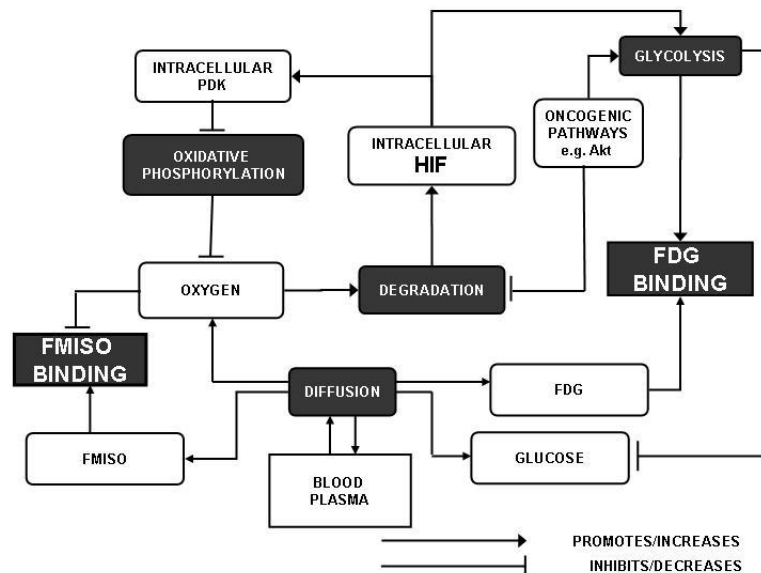 GLYCOLYSIS
INTRACELLULAR
PDK
ONCOGENIC
PATHWAYS
e.g. Akt
INTRACELLULAR
HIF
OXIDATIVE
PHOSPHORYLATION
FDG
BINDING
OXYGEN
DEGRADATION
FMISO
BINDING
DIFFUSION
FDG
FMISO
GLUCOSE
BLOOD
PLASMA
PROMOTES/INCREASES
INHIBITS/DECREASES